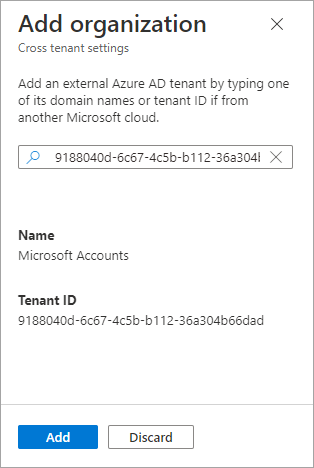 Add organization
Cross tenant settings
Add an external Azure AD tenant by typing one
of its domain names or tenant ID if from
another Microsoft cloud.
9188040d-6c67-4c5b-b112-36a304b
Name
Microsoft Accounts
Tenant ID
9188040d-6c67-4c5b-b112-36a304b66dad
Add
Discard